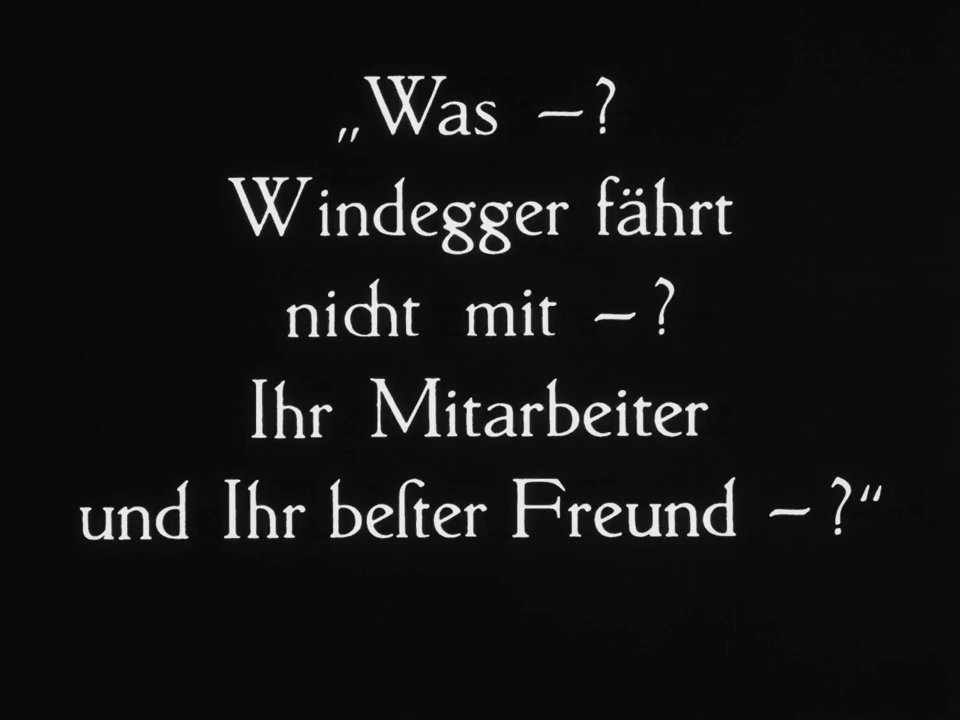 „Was –?
Windegger fährt
nicht mit –?
Ihr Mitarbeiter
und Ihr beſter Freund –?“